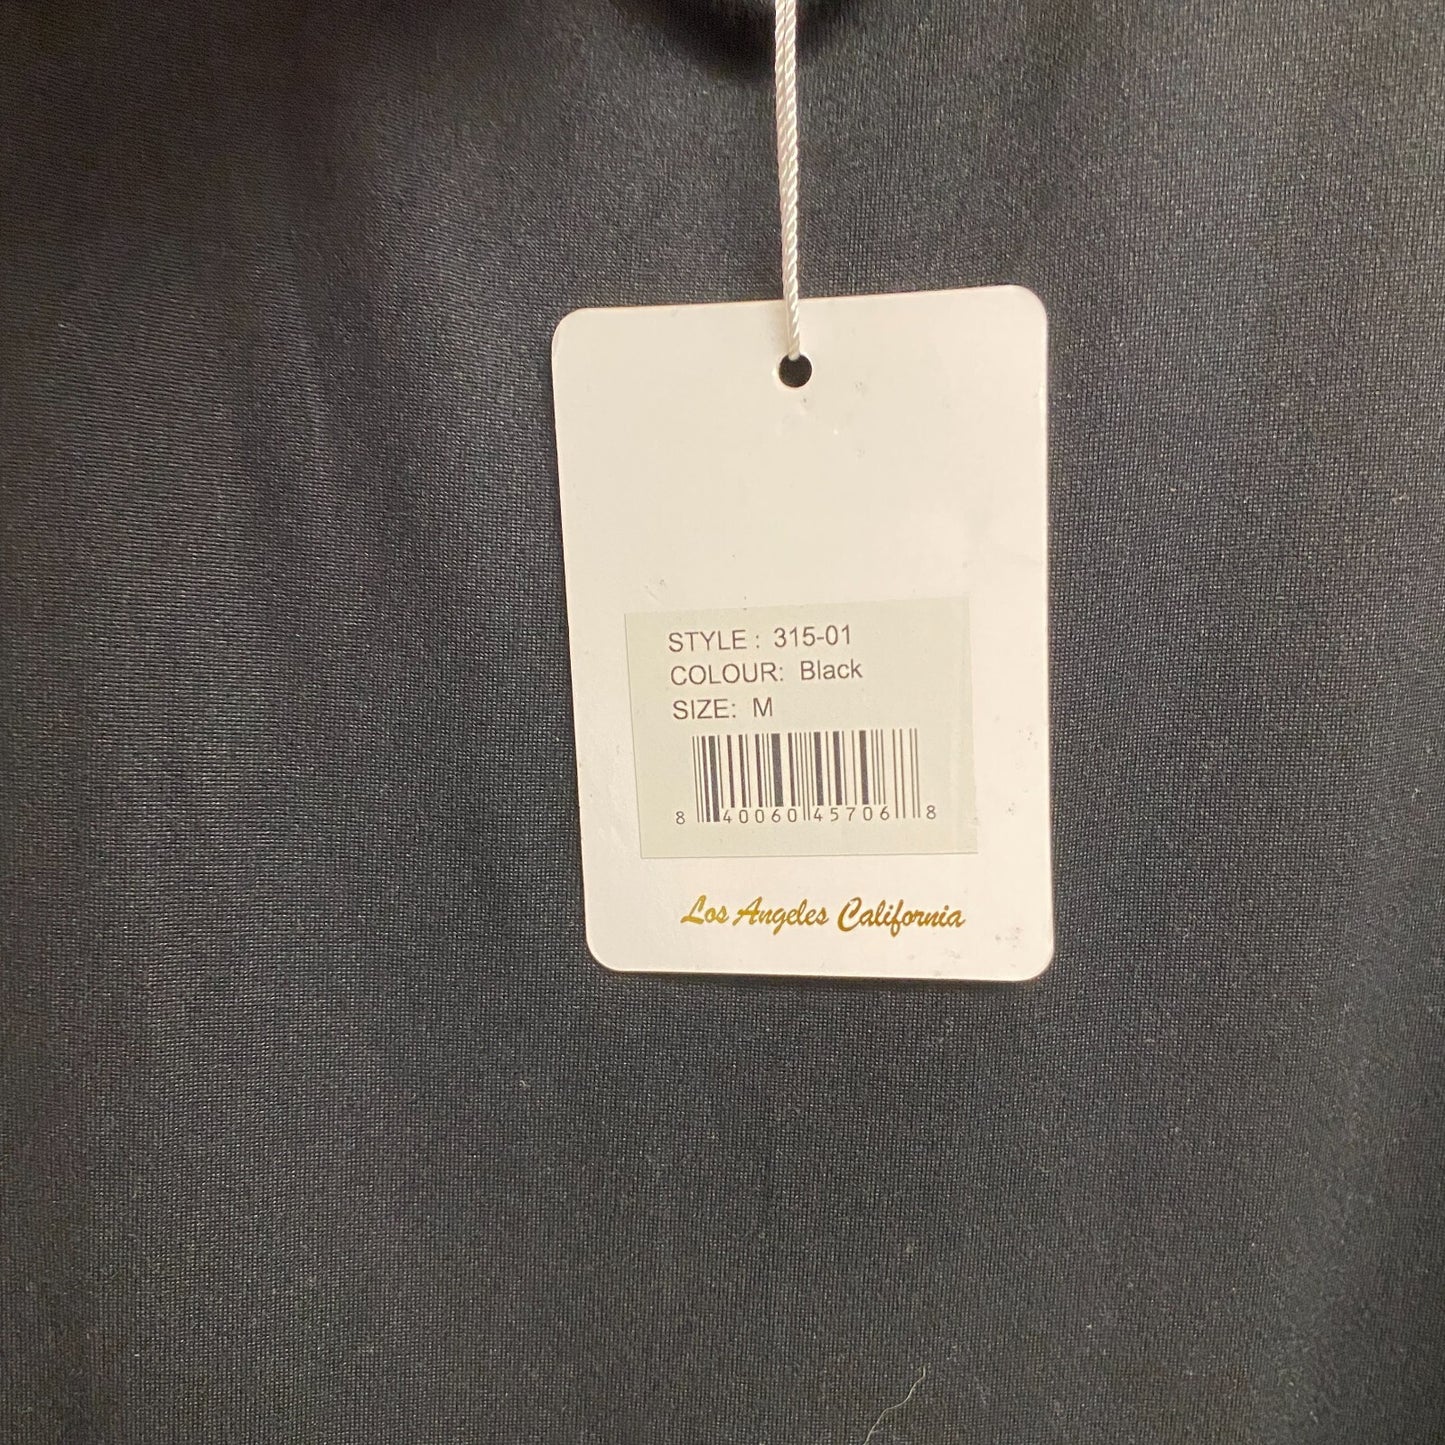 STYLE : 315-01
COLOUR: Black
SIZE: M
8 40060 45706 8
Los Angeles California